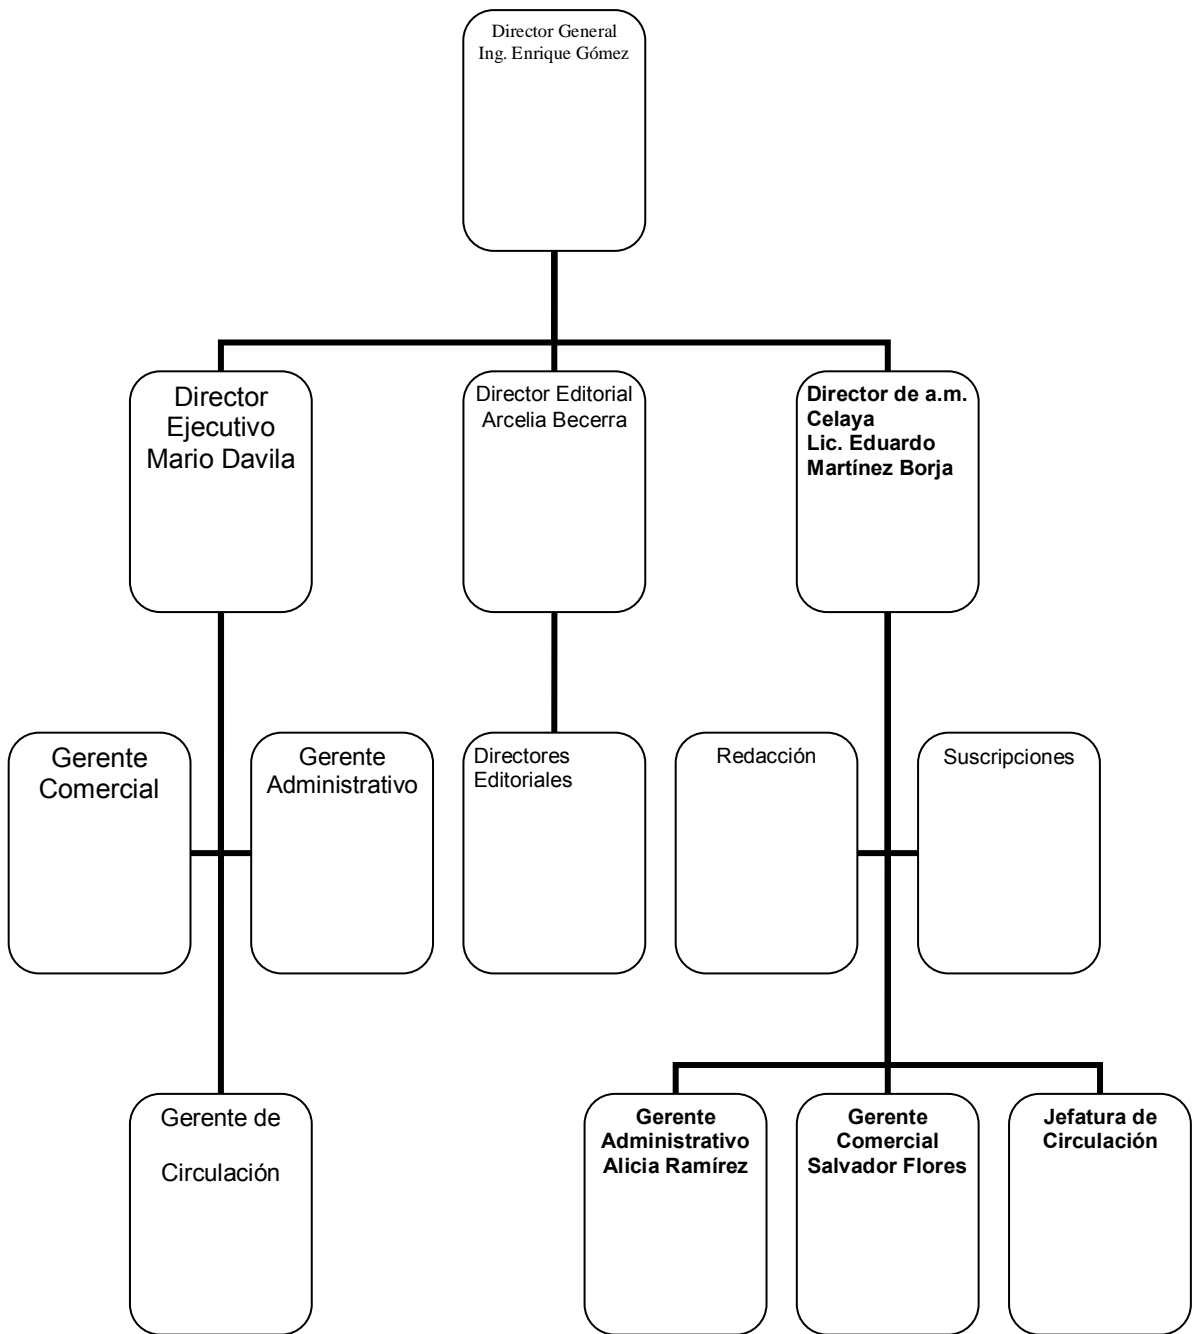 Director General
Ing. Enrique Gómez
Director
Ejecutivo
Mario Davila
Director Editorial
Arcelia Becerra
Director de a.m.
Celaya
Lic. Eduardo
Martínez Borja
Gerente
Comercial
Gerente
Administrativo
Directores
Editoriales
Redacción
Suscripciones
Gerente de
Circulación
Gerente
Administrativo
Alicia Ramírez
Gerente
Comercial
Salvador Flores
Jefatura de
Circulación